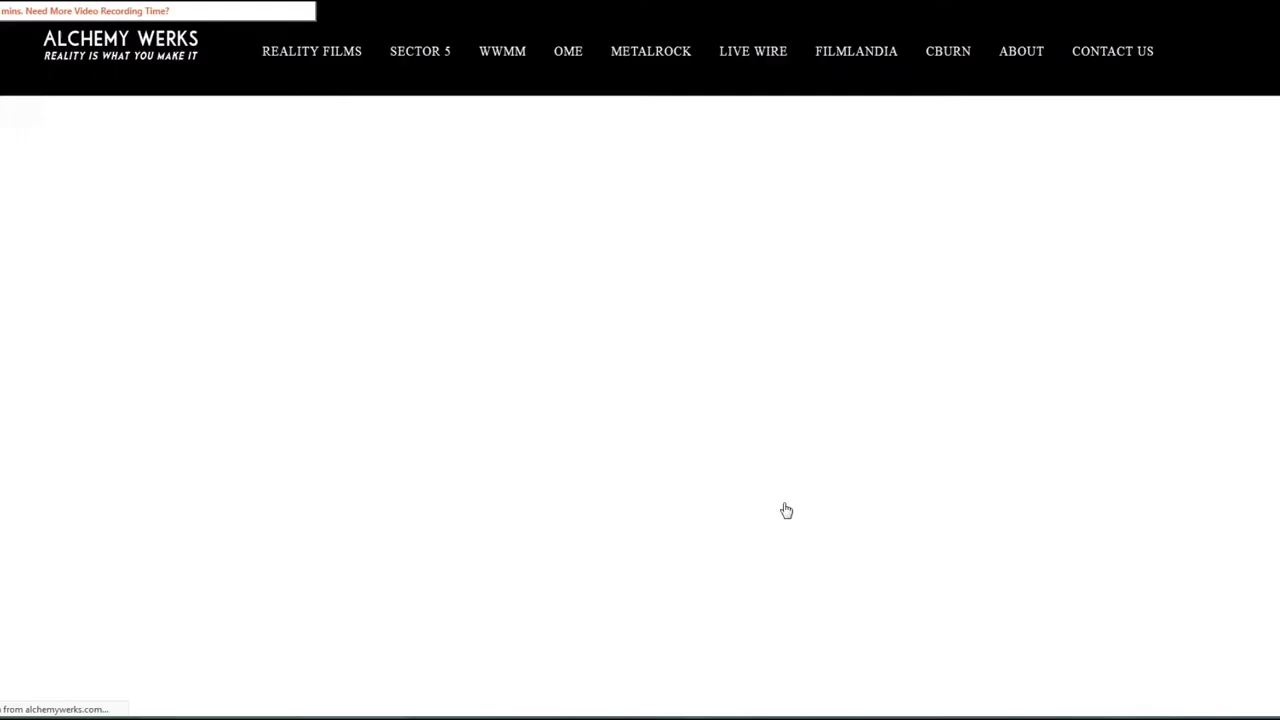 mins. Need More Video Recording Time?
ALCHEMY WERKS
REALITY IS WHAT YOU MAKE IT
REALITY FILMS SECTOR 5 WWMM OME METALROCK LIVE WIRE FILMLANDIA CBURN ABOUT CONTACT US
from alchemywerks.com...